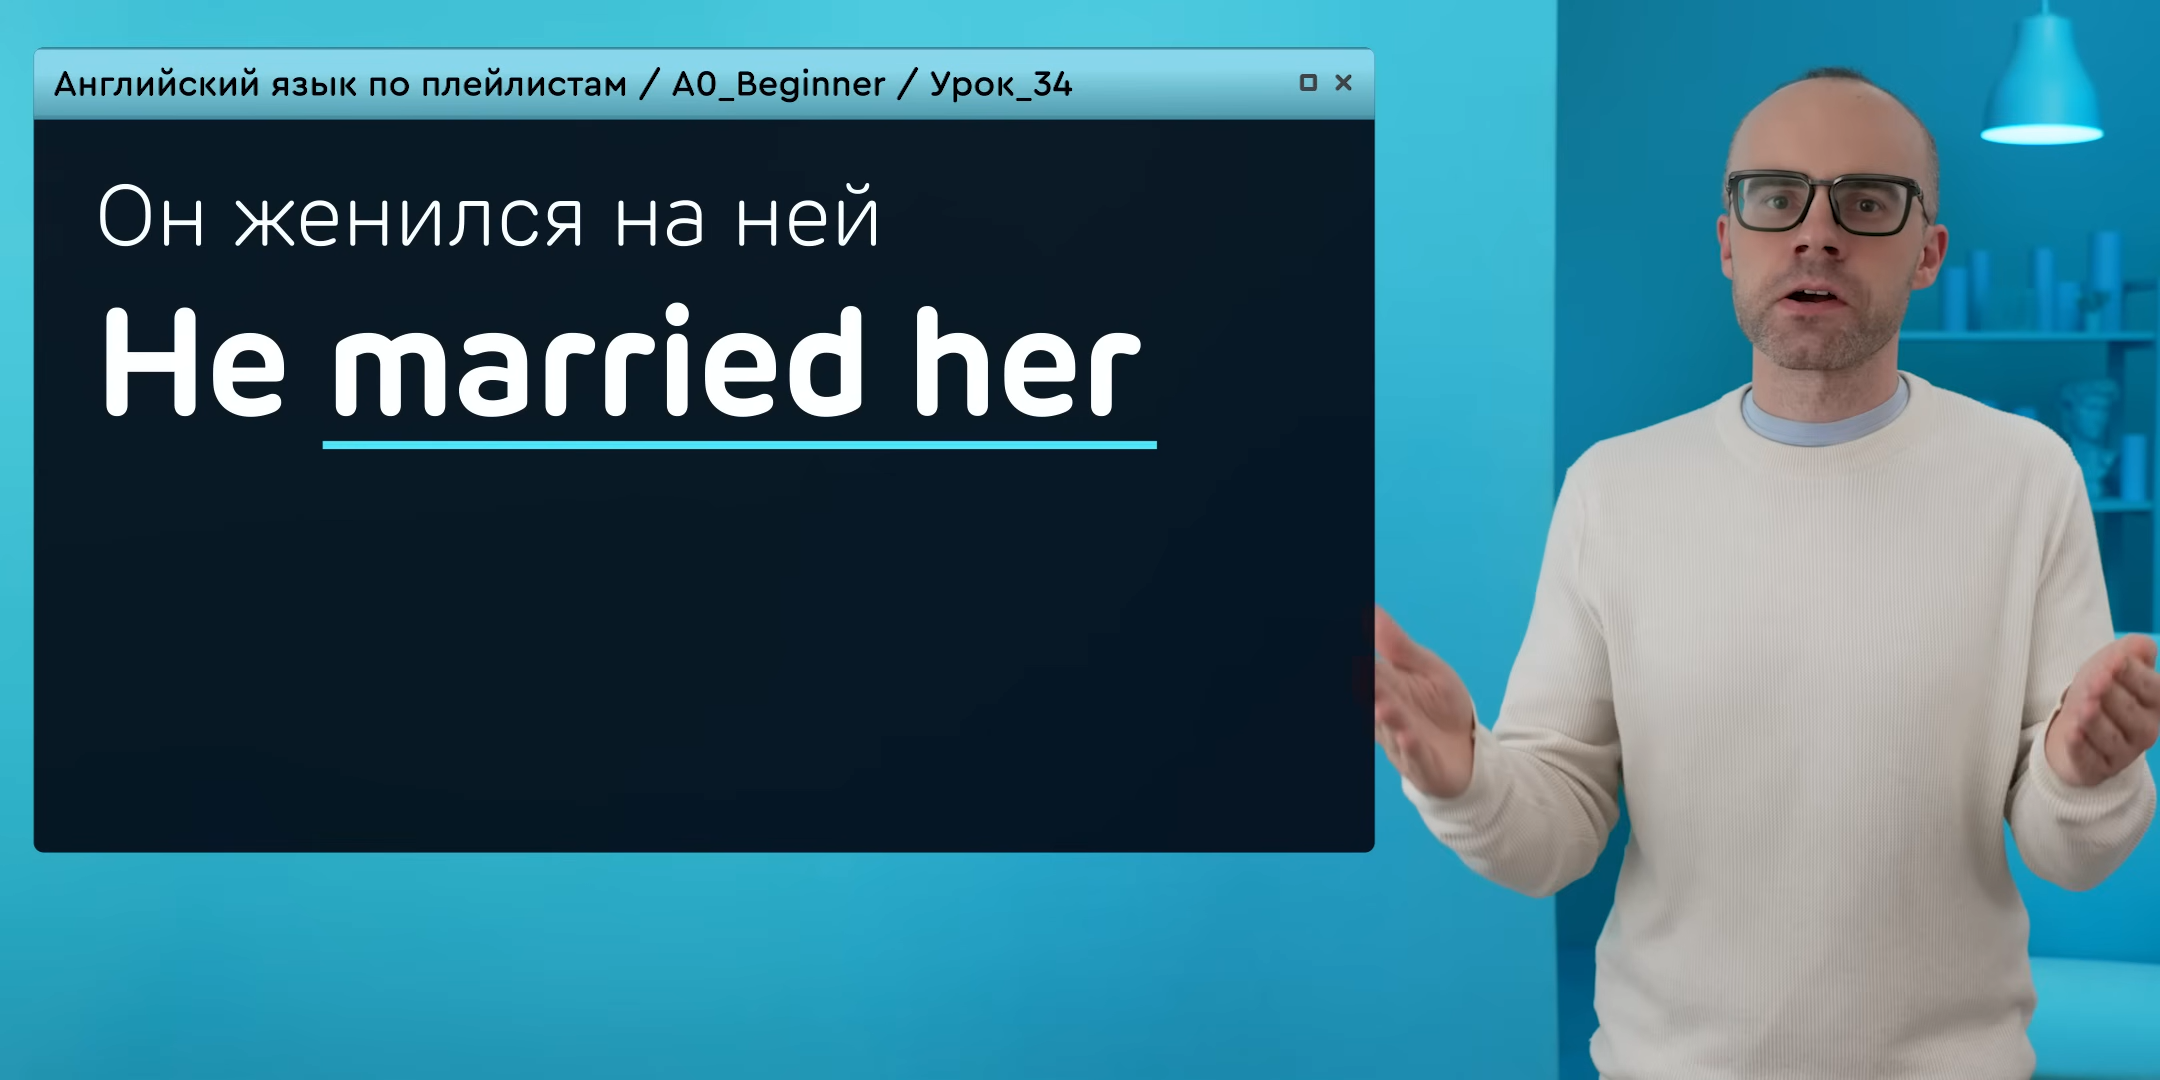 Английский язык по плейлистам / A0_Beginner / Урок_34
Он женился на ней
He married her